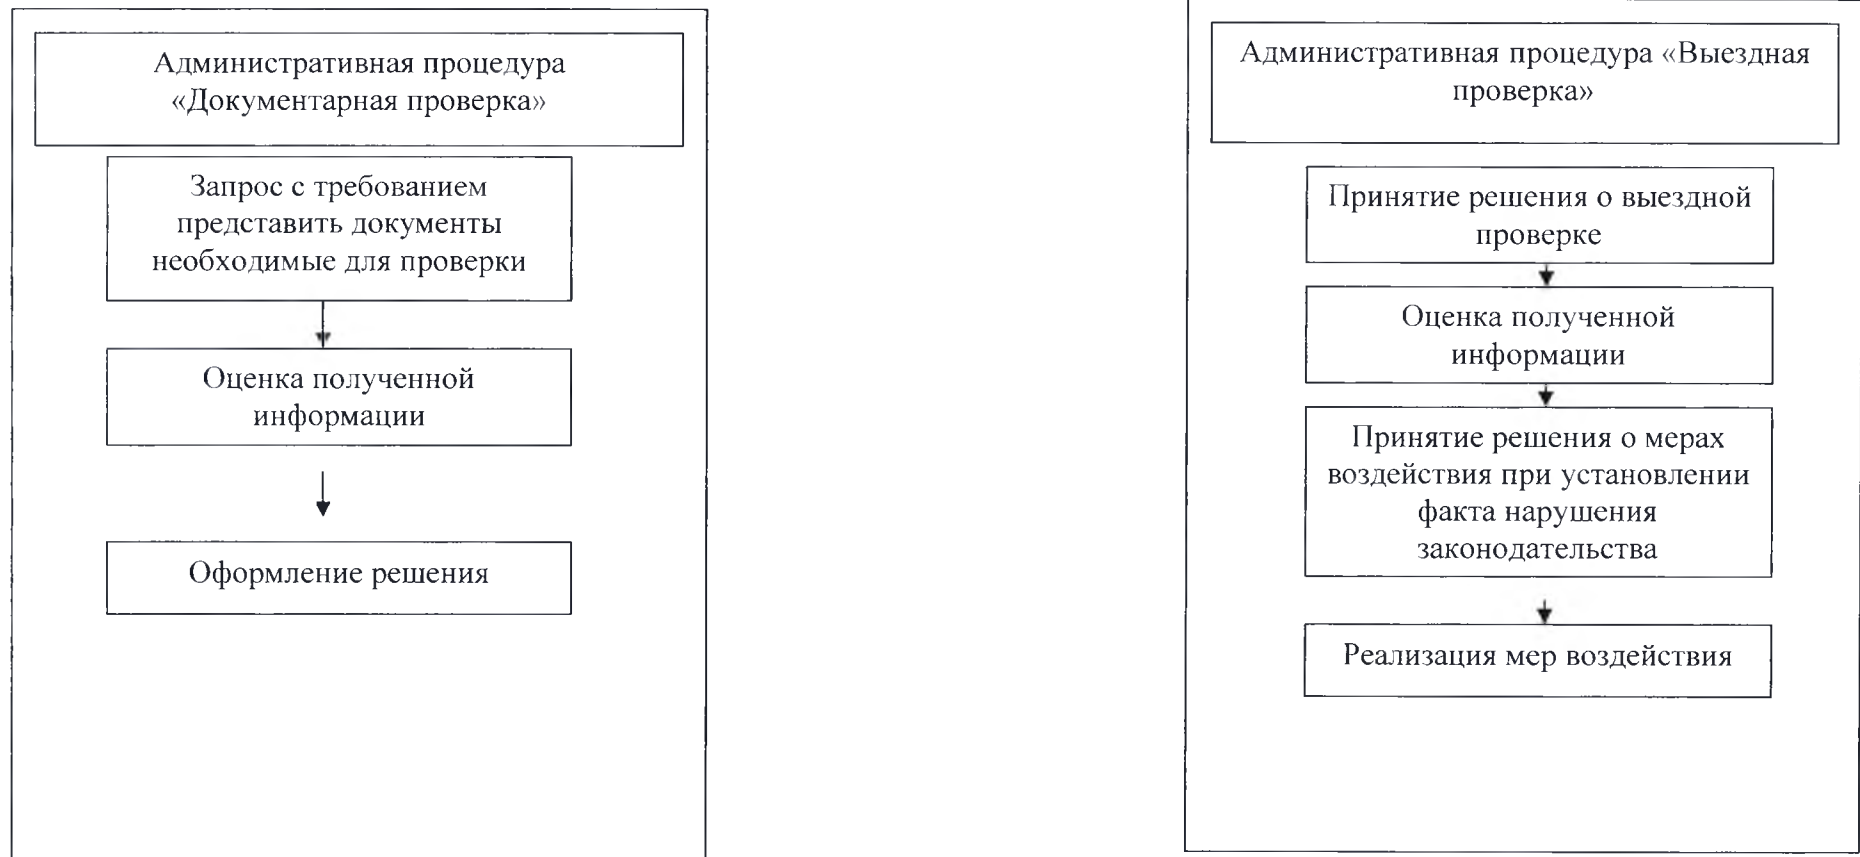 Административная процедура
«Документарная проверка»
Запрос с требованием
представить документы
необходимые для проверки
Оценка полученной
информации
Оформление решения
Административная процедура «Выездная
проверка»
Принятие решения о выездной
проверке
Оценка полученной
информации
Принятие решения о мерах
воздействия при установлении
факта нарушения
законодательства
Реализация мер воздействия